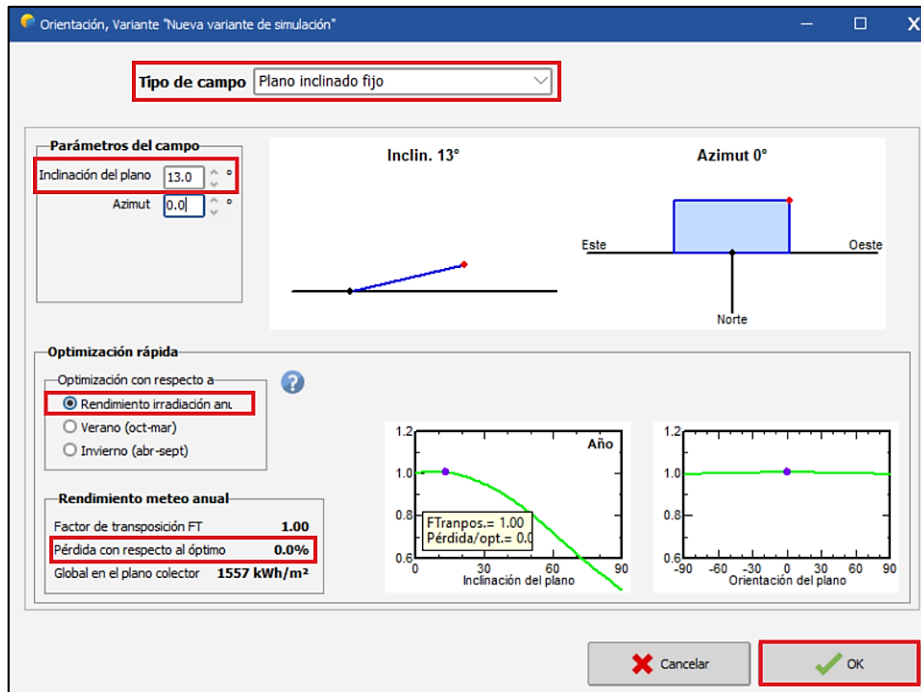 Orientación, Variante "Nueva variante de simulación"
Tipo de campo Plano inclinado fijo
Parámetros del campo
Inclinación del plano 13.0 °
Azimut 0.0 °
Inclin. 13°
Azimut 0°
Este
Oeste
Norte
Optimización rápida
Optimización con respecto a
Rendimiento irradiación anu
Verano (oct-mar)
Invierno (abr-sept)
?
Rendimiento meteo anual
Factor de transposición FT 1.00
Pérdida con respecto al óptimo 0.0%
Global en el plano colector 1557 kWh/m²
1.2
1.0
0.8
0.6
Año
FTranpos.= 1.00
Pérdida/opt.= 0.0
0 30 60 90
Inclinación del plano
1.2
1.0
0.8
0.6
-90 -60 -30 0 30 60 90
Orientación del plano
Cancelar
OK